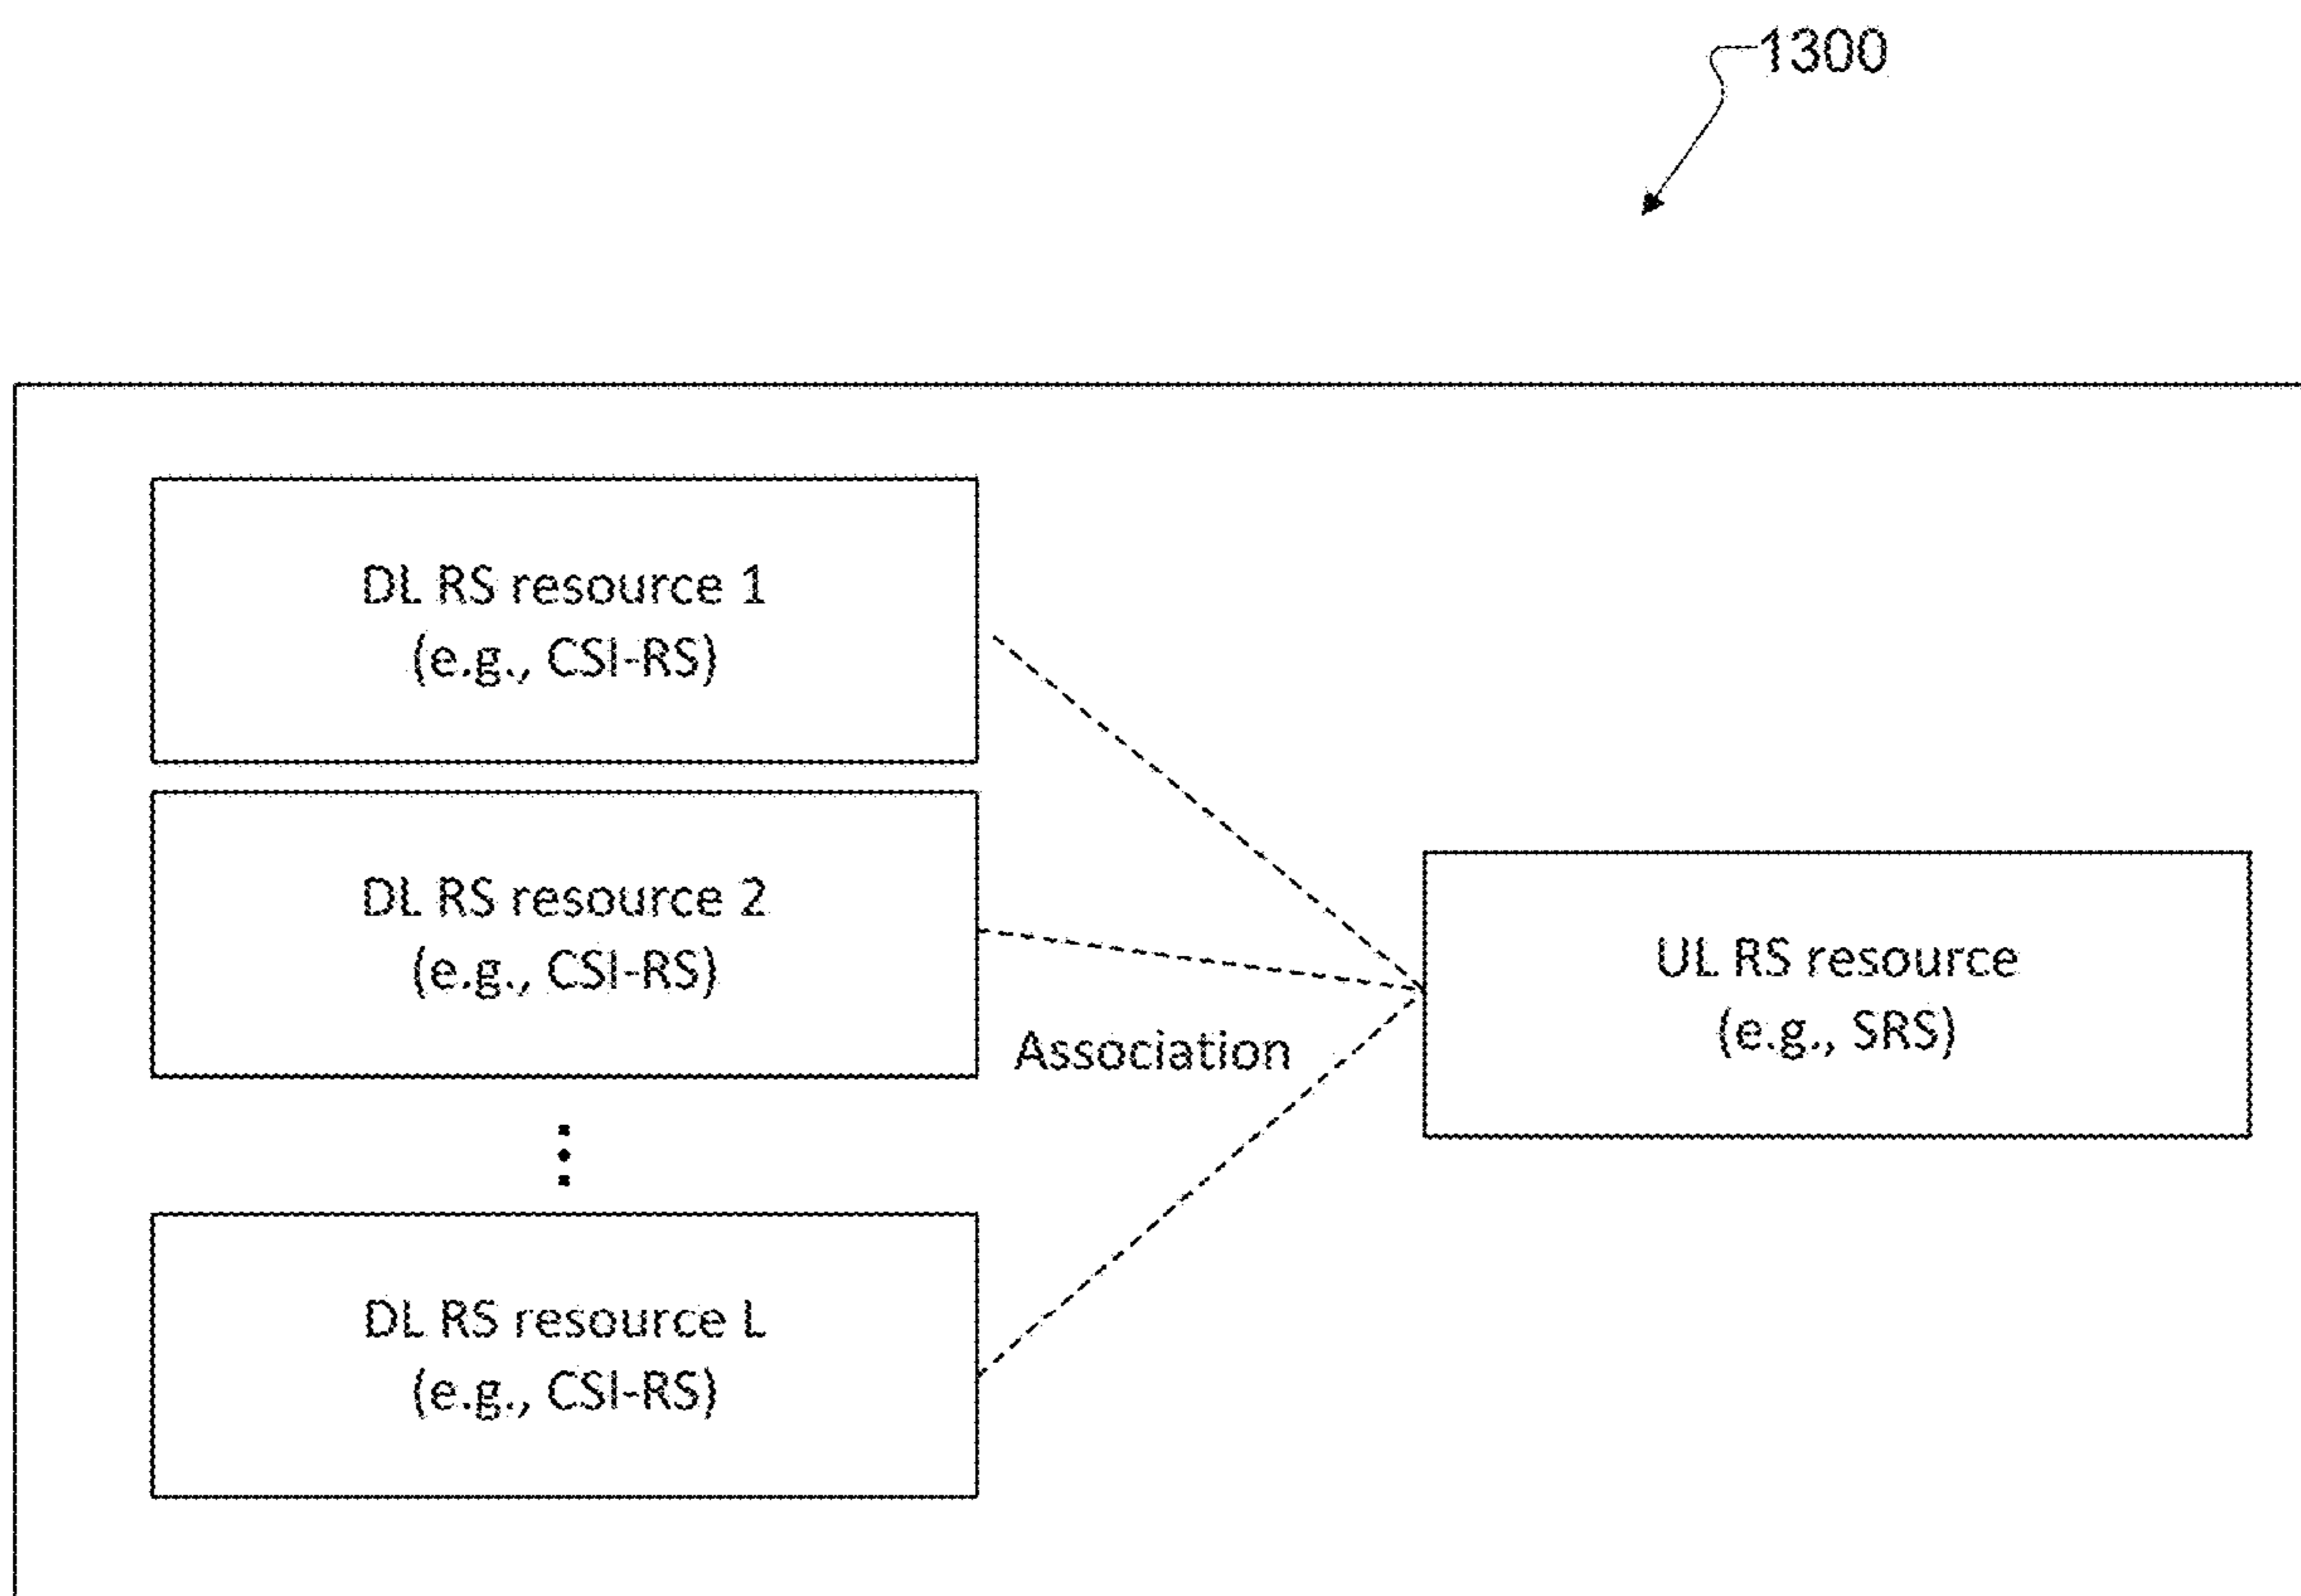 1300
DL RS resource 1
(e.g., CSI-RS)
DL RS resource 2
(e.g., CSI-RS)
Association
UL RS resource
(e.g., SRS)
DL RS resource L
(e.g., CSI-RS)